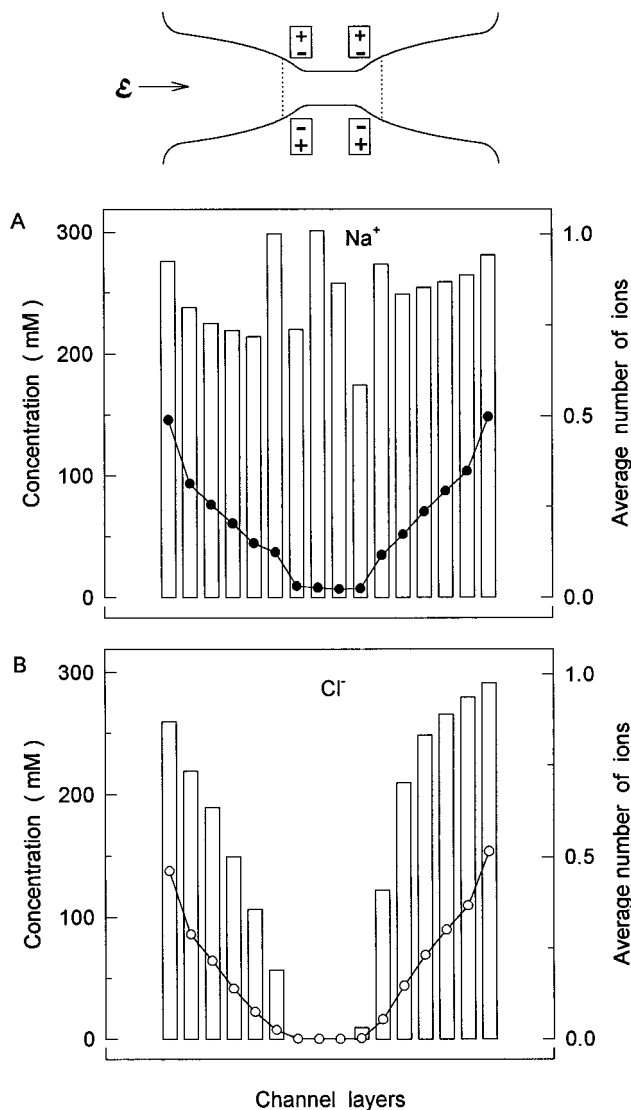 + +
- -
ε
- -
+ +
A
Na⁺
300
200
100
0
1.0
0.5
0.0
Concentration ( mM )
Average number of ions
B
Cl⁻
300
200
100
0
1.0
0.5
0.0
Concentration ( mM )
Average number of ions
Channel layers